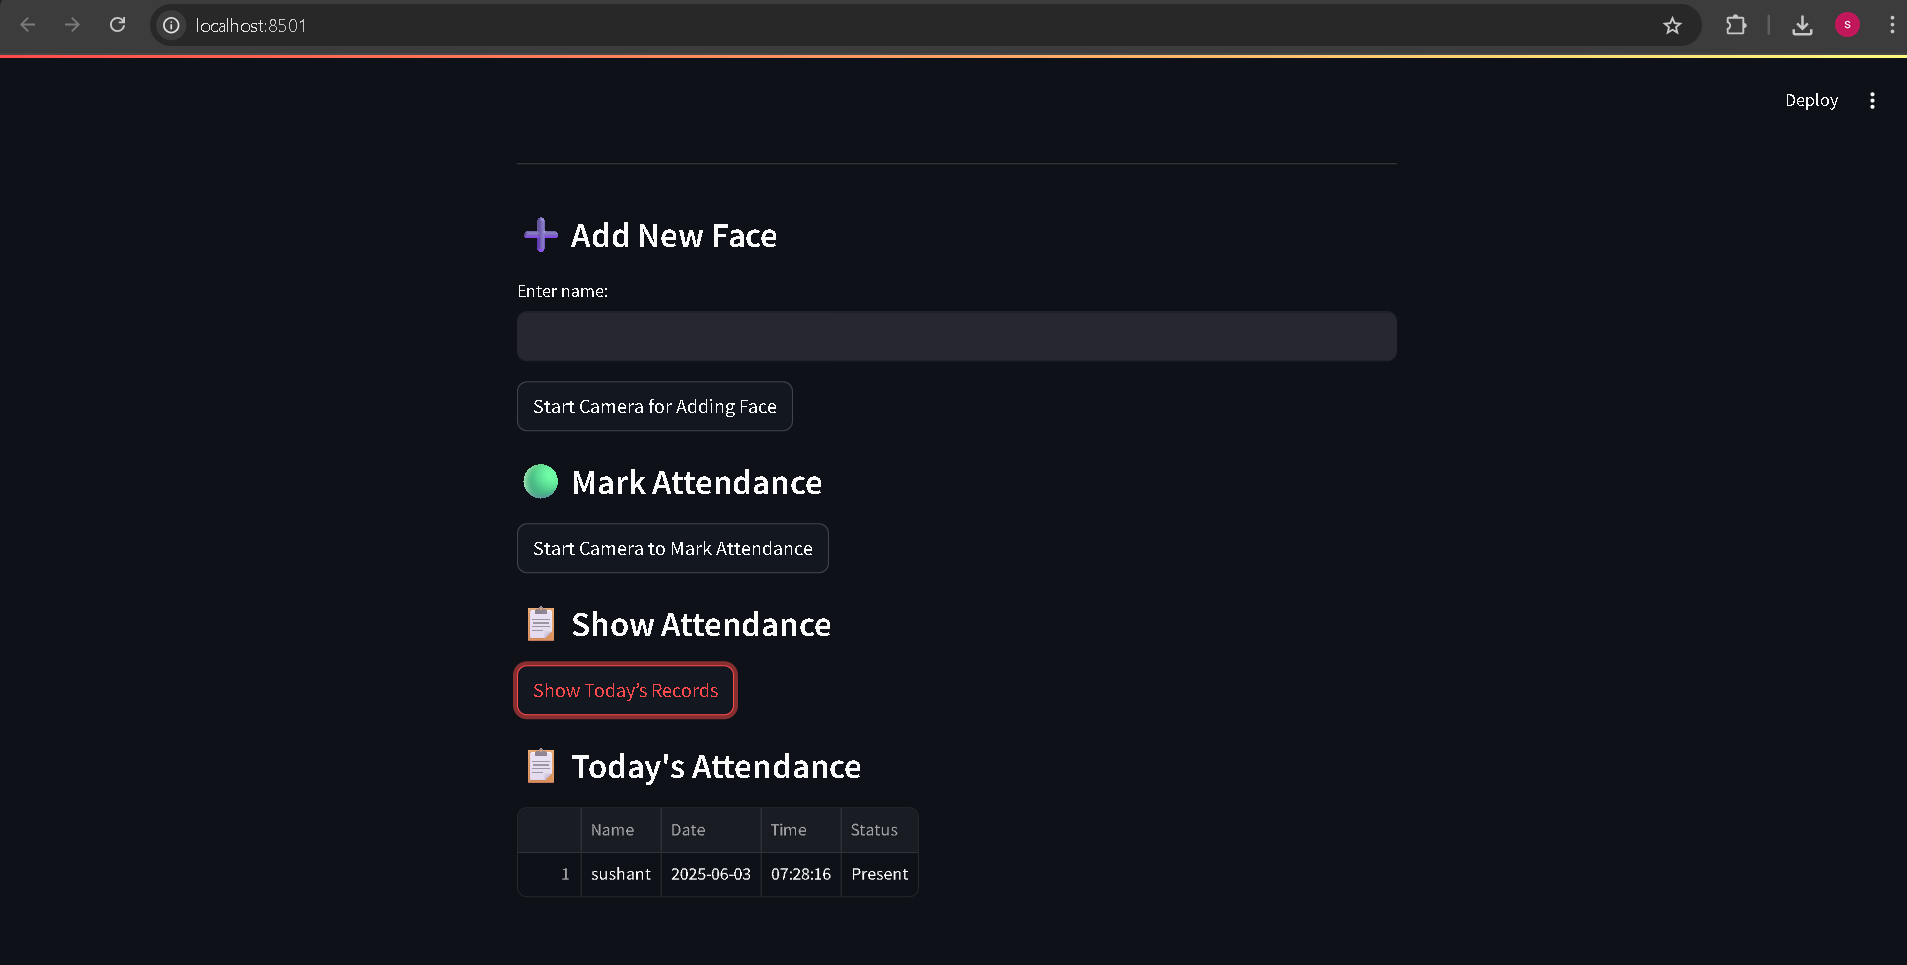 localhost:8501
S
Deploy
Add New Face
Enter name:
Start Camera for Adding Face
Mark Attendance
Start Camera to Mark Attendance
Show Attendance
Show Today’s Records
Today's Attendance
Name Date Time Status
1 sushant 2025-06-03 07:28:16 Present